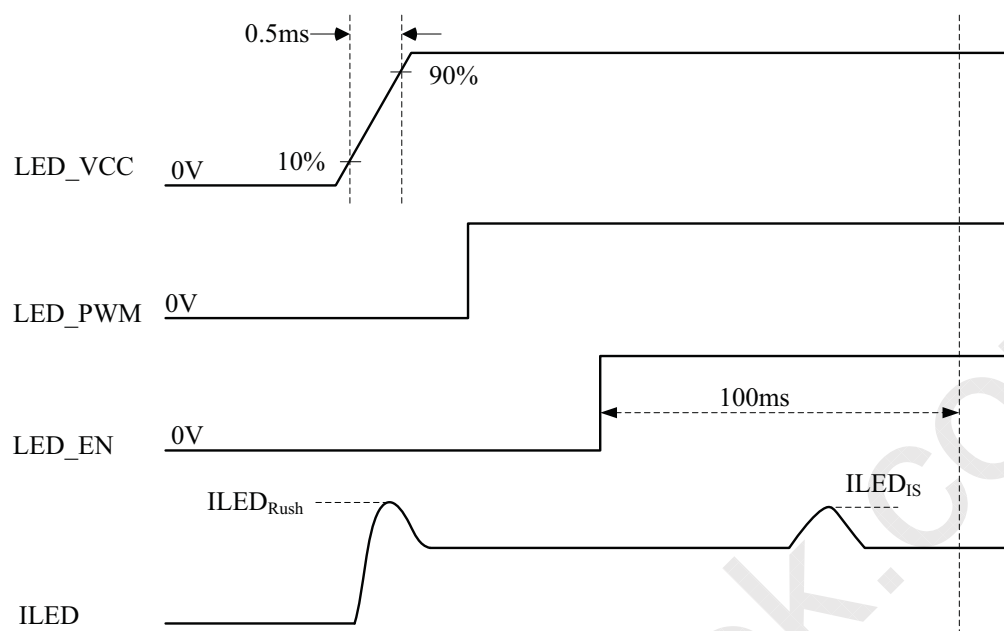 0.5ms
90%
10%
LED_VCC
0V
0V
LED_PWM
100ms
0V
LED_EN
ILEDRush
ILEDIS
ILED